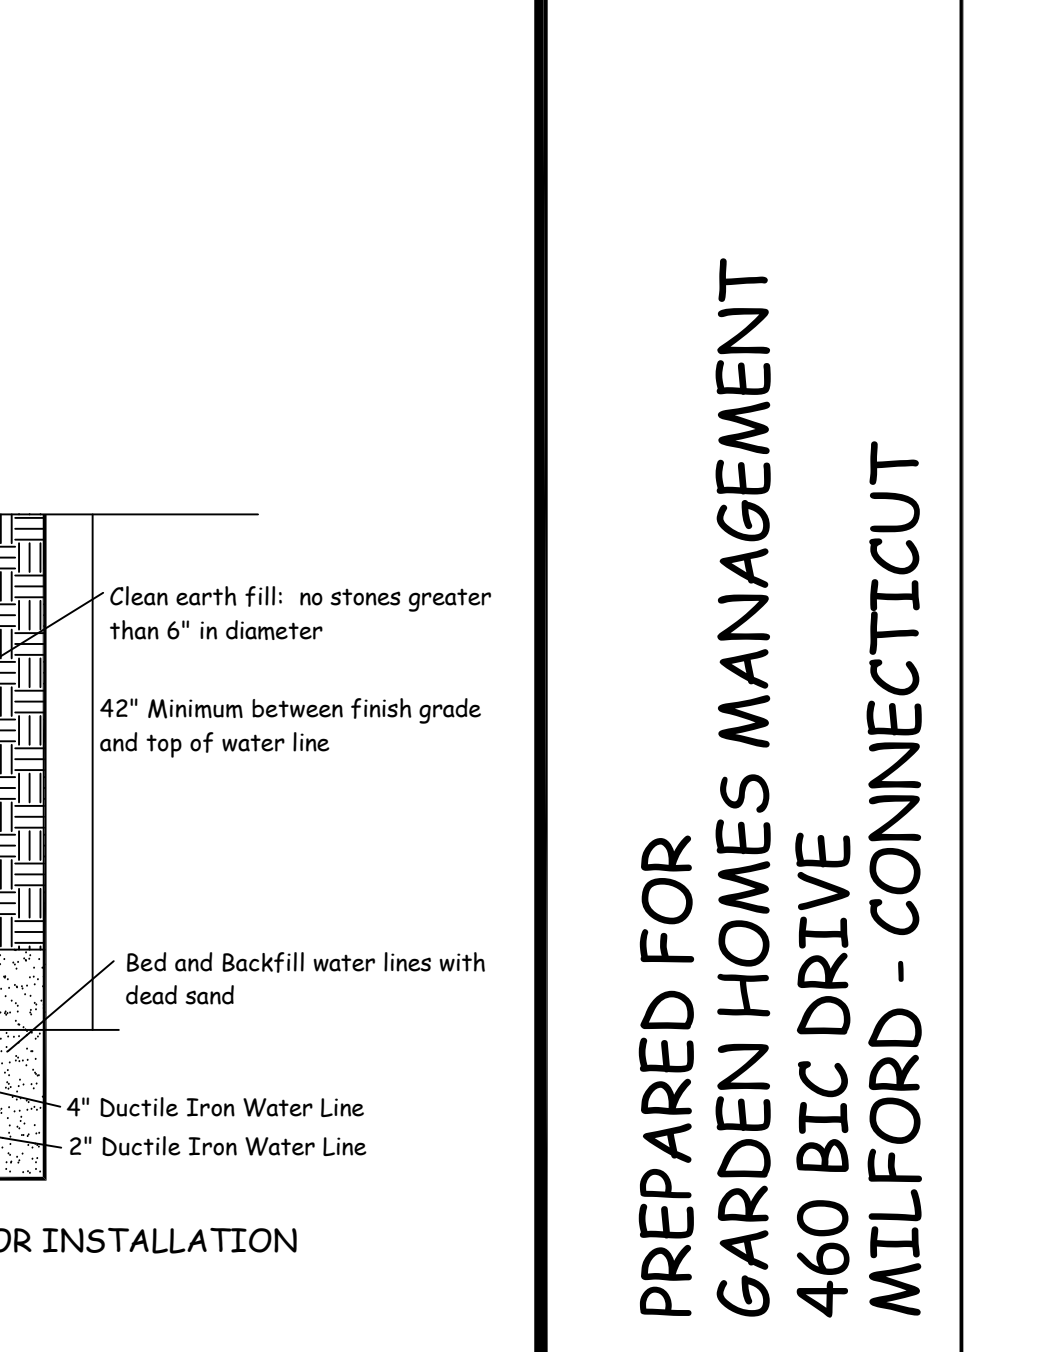 Clean earth fill:  no stones greater
than 6" in diameter
42" Minimum between finish grade
and top of water line
Bed and Backfill water lines with
dead sand
4" Ductile Iron Water Line
2" Ductile Iron Water Line
OR INSTALLATION
PREPARED FOR
GARDEN HOMES MANAGEMENT
460 BIC DRIVE
MILFORD - CONNECTICUT